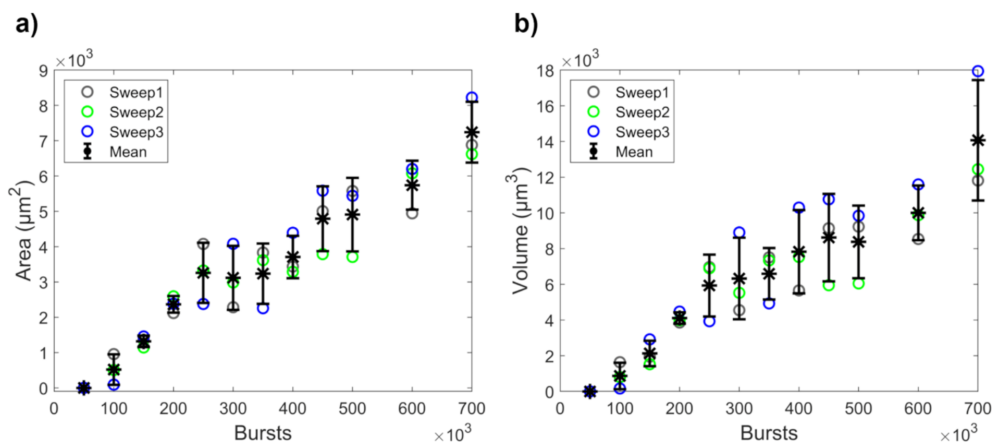 a)
×10³
Area (μm²)
9
8
7
6
5
4
3
2
1
0
Sweep1
Sweep2
Sweep3
Mean
0 100 200 300 400 500 600 700
Bursts
×10³
b)
×10³
Volume (μm³)
18
16
14
12
10
8
6
4
2
0
Sweep1
Sweep2
Sweep3
Mean
0 100 200 300 400 500 600 700
Bursts
×10³